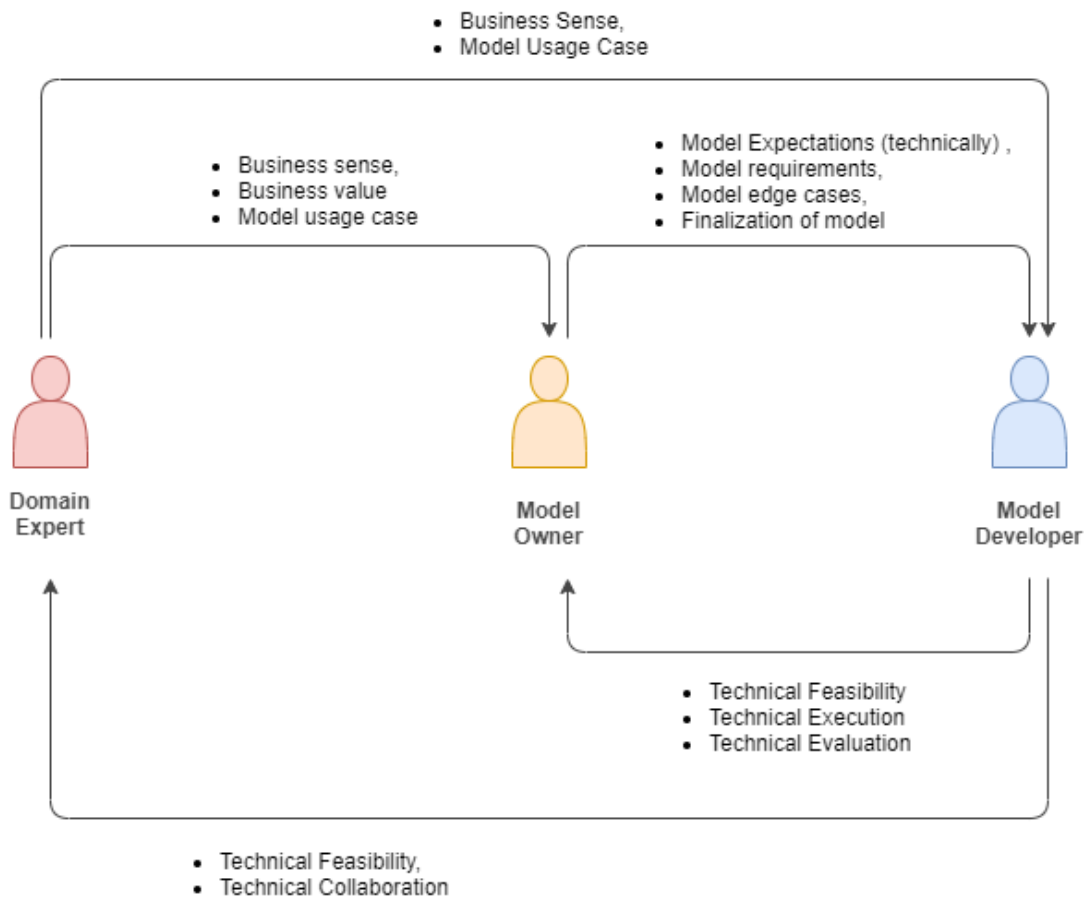 • Business Sense,
• Model Usage Case
• Business sense,
• Business value
• Model usage case
• Model Expectations (technically) ,
• Model requirements,
• Model edge cases,
• Finalization of model
Domain
Expert
Model
Owner
Model
Developer
• Technical Feasibility
• Technical Execution
• Technical Evaluation
• Technical Feasibility,
• Technical Collaboration